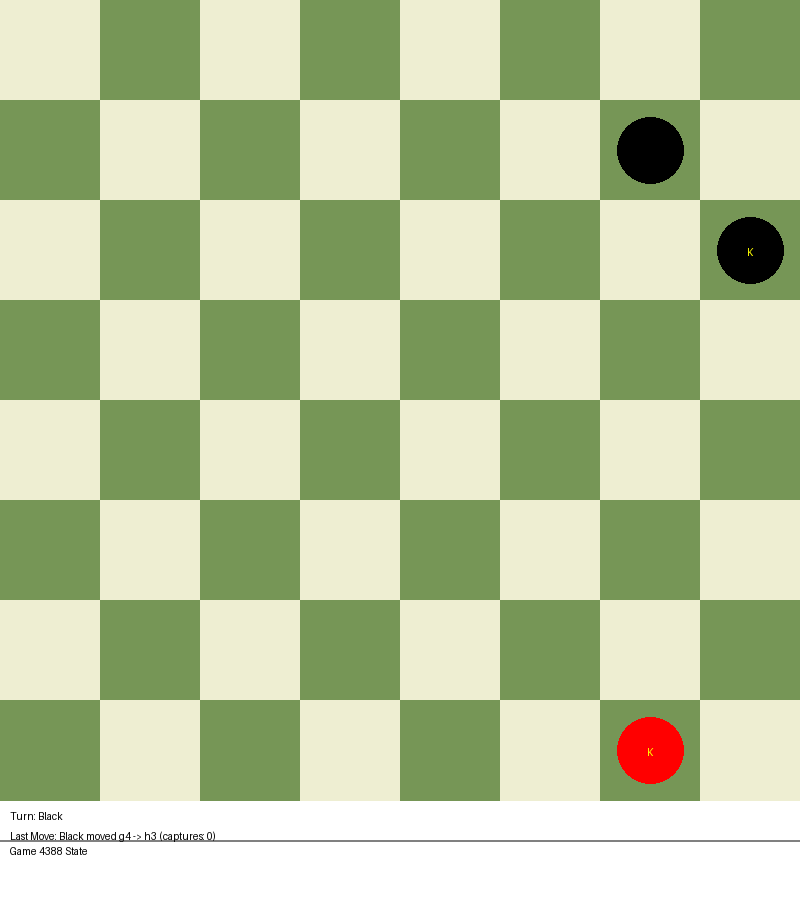 K
K
Turn: Black
Last Move: Black moved g4 -> h3 (captures: 0)
Game 4388 State